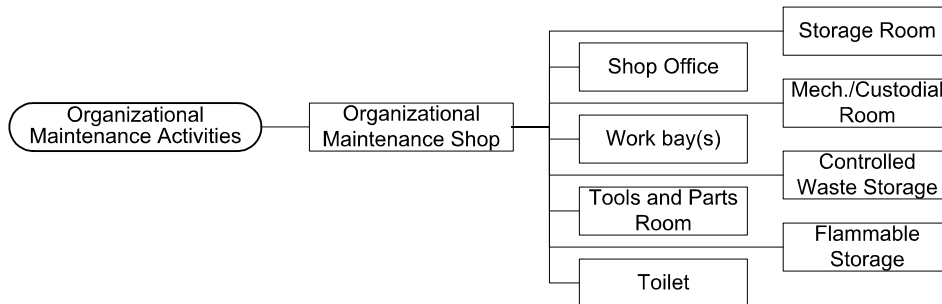 Organizational
Maintenance Activities
Organizational
Maintenance Shop
Storage Room
Shop Office
Mech./Custodial
Room
Work bay(s)
Controlled
Waste Storage
Tools and Parts
Room
Flammable
Storage
Toilet